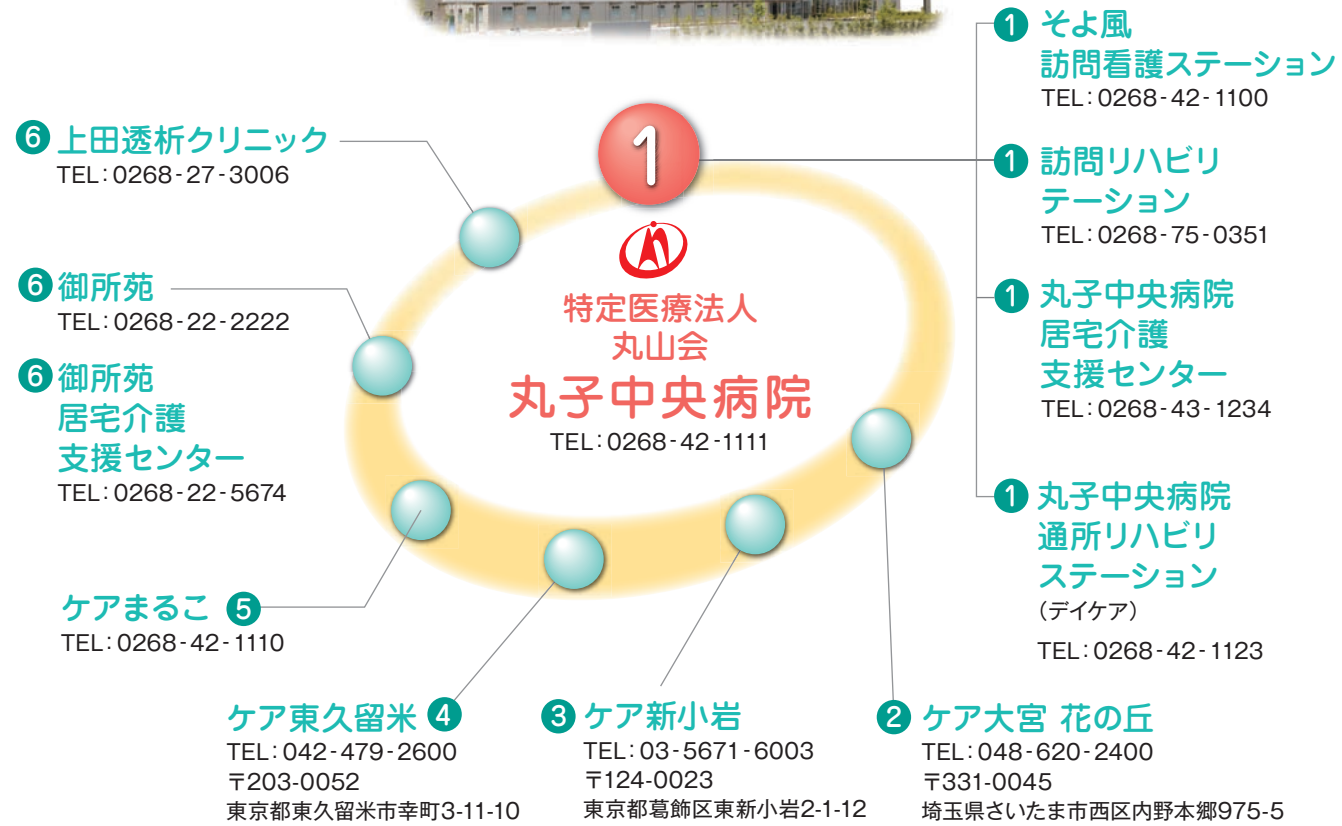 ❶ そよ風
訪問看護ステーション
TEL:0268-42-1100
❶ 訪問リハビリ
テーション
TEL:0268-75-0351
❶ 丸子中央病院
居宅介護
支援センター
TEL:0268-43-1234
❶ 丸子中央病院
通所リハビリ
ステーション
(デイケア)
TEL:0268-42-1123
❻ 上田透析クリニック
TEL:0268-27-3006
❻ 御所苑
TEL:0268-22-2222
❻ 御所苑
居宅介護
支援センター
TEL:0268-22-5674
ケアまるこ ❺
TEL:0268-42-1110
1
特定医療法人
丸山会
丸子中央病院
TEL:0268-42-1111
ケア東久留米 ❹
TEL:042-479-2600
〒203-0052
東京都東久留米市幸町3-11-10
❸ ケア新小岩
TEL:03-5671-6003
〒124-0023
東京都葛飾区東新小岩2-1-12
❷ ケア大宮 花の丘
TEL:048-620-2400
〒331-0045
埼玉県さいたま市西区内野本郷975-5